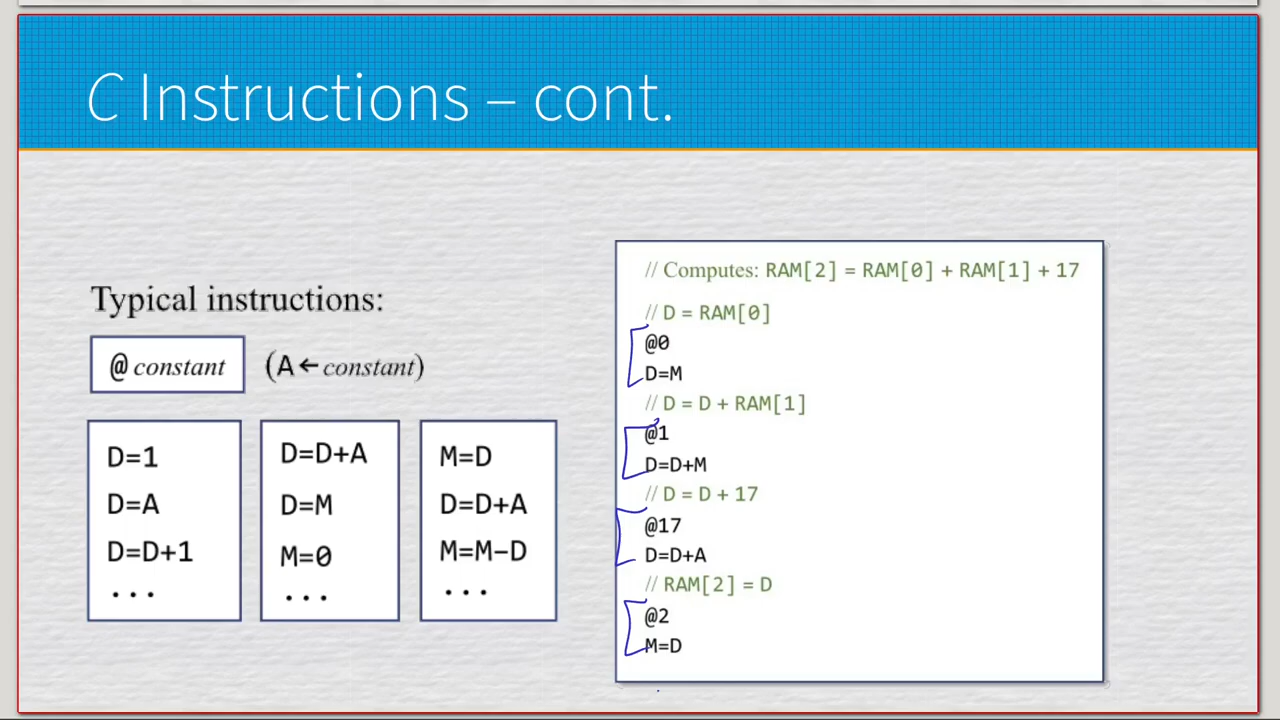 C Instructions – cont.
Typical instructions:
@ constant (A←constant)
D=1
D=A
D=D+1
...
D=D+A
D=M
M=0
...
M=D
D=D+A
M=M−D
...
// Computes: RAM[2] = RAM[0] + RAM[1] + 17
// D = RAM[0]
@0
D=M
// D = D + RAM[1]
@1
D=D+M
// D = D + 17
@17
D=D+A
// RAM[2] = D
@2
M=D